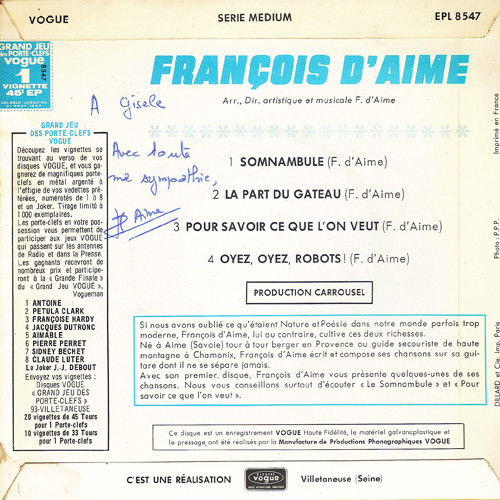 VOGUE
SERIE MEDIUM
EPL 8547
GRAND JEU
des PORTE-CLEFS
vogue
1
VIGNETTE
45t EP
8547
FRANÇOIS D'AIME
Arr., Dir. artistique et musicale F. d'Aime
A Gisele
Avec toute
ma sympathie,
F Aime
GRAND JEU
DES PORTE-CLEFS
VOGUE
Découpez les vignettes se
trouvant au verso de vos
disques VOGUE, et vous ga-
gnerez de magnifiques porte-
clefs en métal argenté à
l'effigie de vos vedettes pré-
férées, numérotés de 1 à 8
et un Joker. Tirage limité à
1 000 exemplaires.
Les porte-clefs en votre pos-
session vous permettent de
participer aux jeux VOGUE
qui passent sur les antennes
de Radio et dans la Presse.
Les gagnants recevront de
nombreux prix et participe-
ront à la « Grande Finale »
du « Grand Jeu VOGUE ».
Vogueman
1 ANTOINE
2 PETULA CLARK
3 FRANÇOISE HARDY
4 JACQUES DUTRONC
5 AIMABLE
6 PIERRE PERRET
7 SIDNEY BECHET
8 CLAUDE LUTER
Le Joker J.-J. DEBOUT
Envoyez vos vignettes :
Disques VOGUE
« GRAND JEU DES
PORTE-CLEFS »
93-VILLETANEUSE
20 vignettes de 45 Tours
pour 1 Porte-clefs
10 vignettes de 33 Tours
pour 1 Porte-clefs
1 SOMNAMBULE (F. d'Aime)
2 LA PART DU GATEAU (F. d'Aime)
3 POUR SAVOIR CE QUE L'ON VEUT (F. d'Aime)
4 OYEZ, OYEZ, ROBOTS ! (F. d'Aime)
PRODUCTION CARROUSEL
Si nous avons oublié ce qu'étaient Nature et Poésie dans notre monde parfois trop
moderne, François d'Aime, lui au contraire, cultive ces deux richesses.
Né à Aime (Savoie) tour à tour berger en Provence ou guide secouriste de haute
montagne à Chamonix, François d'Aime écrit et compose ses chansons sur sa gui-
tare dont il ne se sépare jamais.
Avec son premier, disque, François d'Aime vous présente quelques-unes de ses
chansons. Nous vous conseillons surtout d'écouter « Le Somnambule » et « Pour
savoir ce que l'on veut ».
Ce disque est un enregistrement VOGUE Haute Fidélité, le matériel galvanoplastique et
le pressage, ont été réalisés par la Manufacture de Productions Phonographiques VOGUE
C'EST UNE RÉALISATION
disques
vogue
Villetaneuse (Seine)
Imprimé en France
Photo : P.P.P.
DILLARD et Cie. Imp. Paris